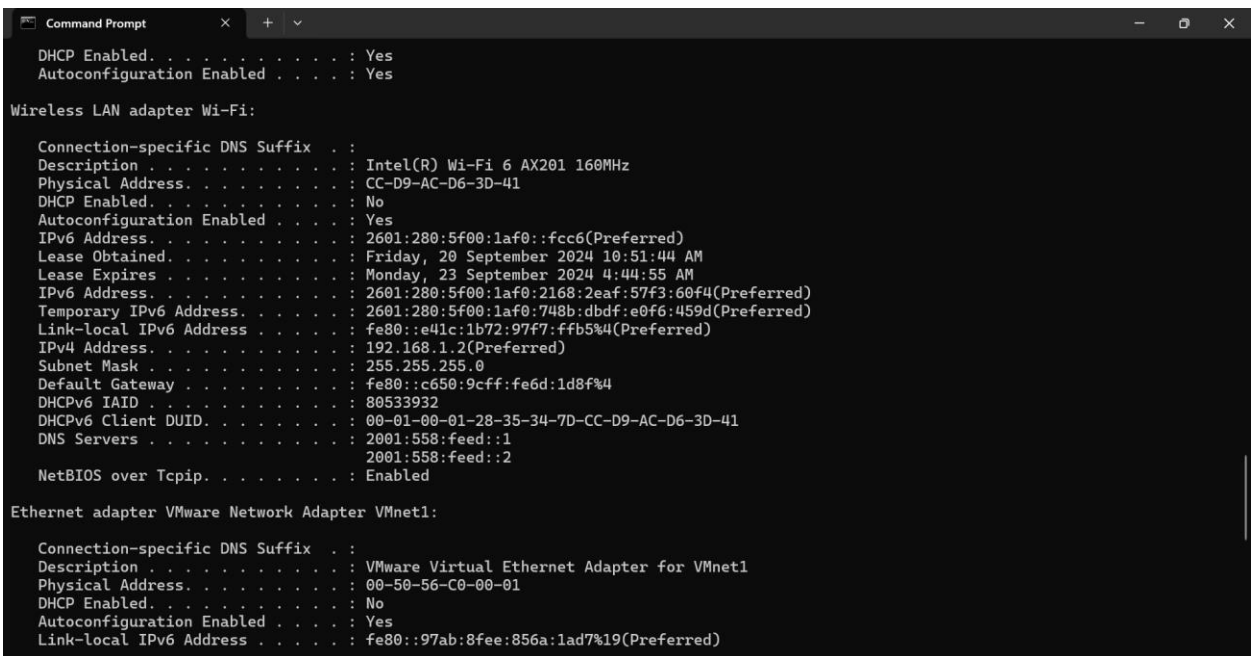 Command Prompt
DHCP Enabled. . . . . . . . . . . : Yes
Autoconfiguration Enabled . . . . : Yes
Wireless LAN adapter Wi-Fi:
Connection-specific DNS Suffix  . :
Description . . . . . . . . . . . : Intel(R) Wi-Fi 6 AX201 160MHz
Physical Address. . . . . . . . . : CC-D9-AC-D6-3D-41
DHCP Enabled. . . . . . . . . . . : No
Autoconfiguration Enabled . . . . : Yes
IPv6 Address. . . . . . . . . . . : 2601:280:5f00:1af0::fcc6(Preferred)
Lease Obtained. . . . . . . . . . : Friday, 20 September 2024 10:51:44 AM
Lease Expires . . . . . . . . . . : Monday, 23 September 2024 4:44:55 AM
IPv6 Address. . . . . . . . . . . : 2601:280:5f00:1af0:2168:2eaf:57f3:60f4(Preferred)
Temporary IPv6 Address. . . . . . : 2601:280:5f00:1af0:748b:dbdf:e0f6:459d(Preferred)
Link-local IPv6 Address . . . . . : fe80::e41c:1b72:97f7:ffb5%4(Preferred)
IPv4 Address. . . . . . . . . . . : 192.168.1.2(Preferred)
Subnet Mask . . . . . . . . . . . : 255.255.255.0
Default Gateway . . . . . . . . . : fe80::c650:9cff:fe6d:1d8f%4
DHCPv6 IAID . . . . . . . . . . . : 80533932
DHCPv6 Client DUID. . . . . . . . : 00-01-00-01-28-35-34-7D-CC-D9-AC-D6-3D-41
DNS Servers . . . . . . . . . . . : 2001:558:feed::1
2001:558:feed::2
NetBIOS over Tcpip. . . . . . . . : Enabled
Ethernet adapter VMware Network Adapter VMnet1:
Connection-specific DNS Suffix  . :
Description . . . . . . . . . . . : VMware Virtual Ethernet Adapter for VMnet1
Physical Address. . . . . . . . . : 00-50-56-C0-00-01
DHCP Enabled. . . . . . . . . . . : No
Autoconfiguration Enabled . . . . : Yes
Link-local IPv6 Address . . . . . : fe80::97ab:8fee:856a:1ad7%19(Preferred)